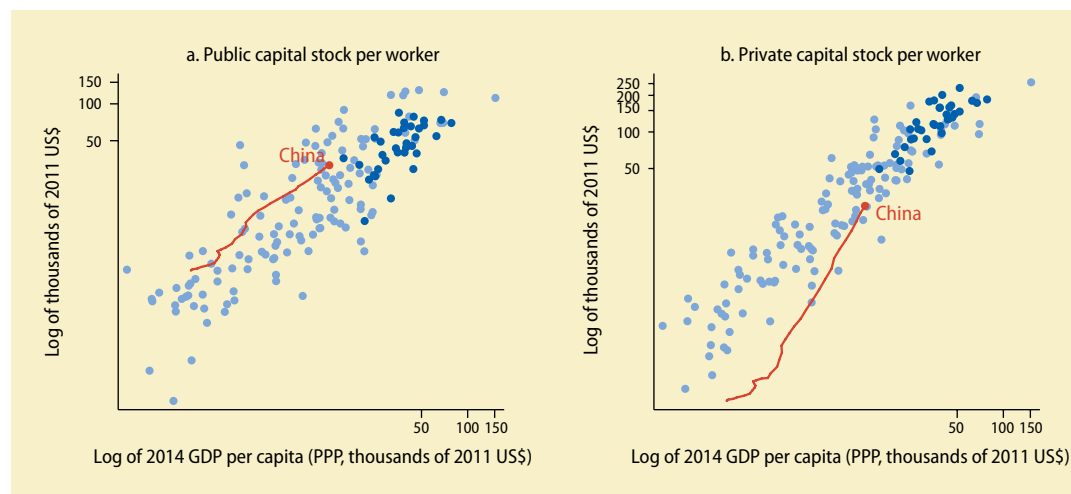 a. Public capital stock per worker
150
100
50
Log of thousands of 2011 US$
China
50 100 150
Log of 2014 GDP per capita (PPP, thousands of 2011 US$)
b. Private capital stock per worker
250
200
150
100
50
Log of thousands of 2011 US$
China
50 100 150
Log of 2014 GDP per capita (PPP, thousands of 2011 US$)